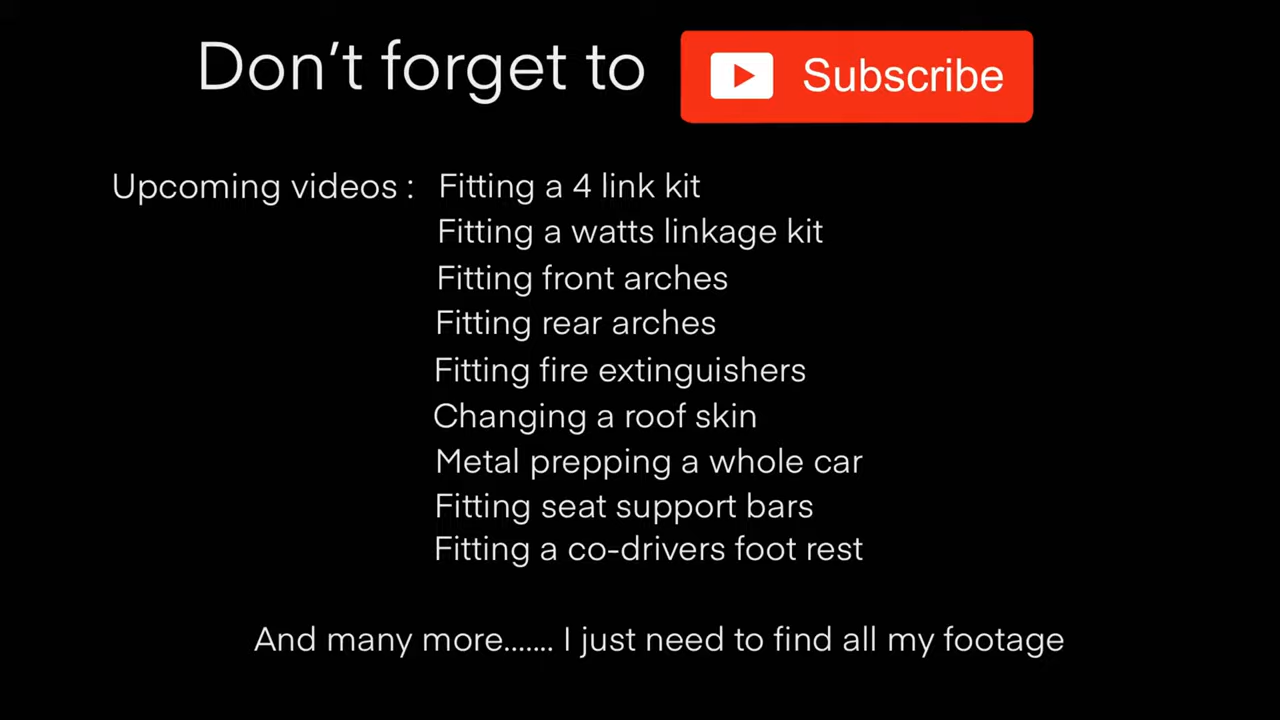 Don't forget to Subscribe
Upcoming videos : Fitting a 4 link kit
Fitting a watts linkage kit
Fitting front arches
Fitting rear arches
Fitting fire extinguishers
Changing a roof skin
Metal prepping a whole car
Fitting seat support bars
Fitting a co-drivers foot rest
And many more....... I just need to find all my footage